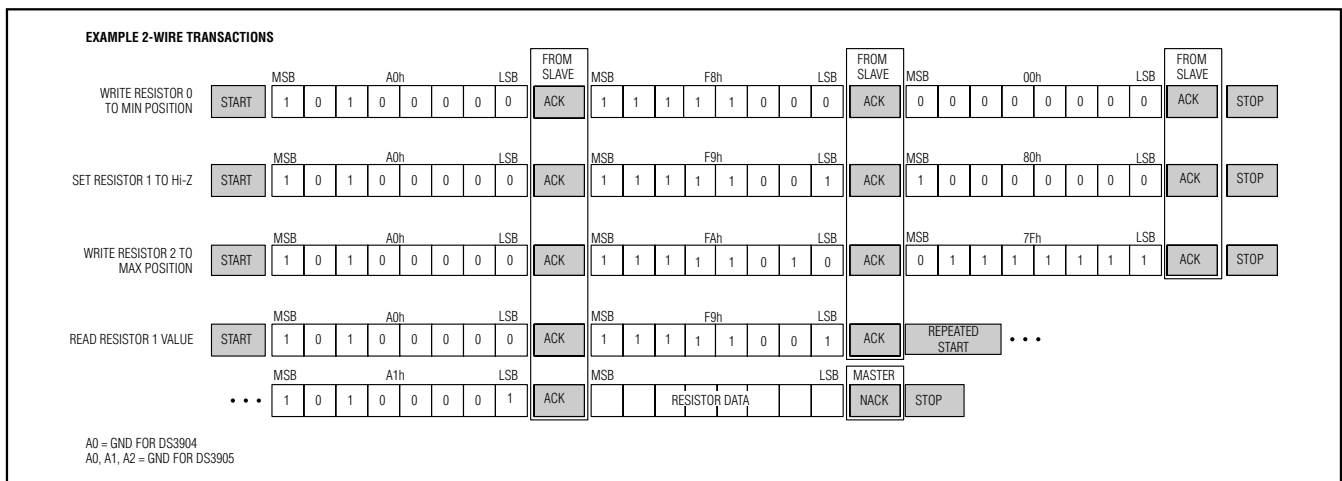 EXAMPLE 2-WIRE TRANSACTIONS
FROM SLAVE FROM SLAVE FROM SLAVE
MSB A0h LSB MSB F8h LSB MSB 00h LSB
WRITE RESISTOR 0 TO MIN POSITION START 1 0 1 0 0 0 0 0 ACK 1 1 1 1 1 0 0 0 ACK 0 0 0 0 0 0 0 0 ACK STOP
MSB A0h LSB MSB F9h LSB MSB 80h LSB
SET RESISTOR 1 TO Hi-Z START 1 0 1 0 0 0 0 0 ACK 1 1 1 1 1 0 0 1 ACK 1 0 0 0 0 0 0 0 ACK STOP
MSB A0h LSB MSB FAh LSB MSB 7Fh LSB
WRITE RESISTOR 2 TO MAX POSITION START 1 0 1 0 0 0 0 0 ACK 1 1 1 1 1 0 1 0 ACK 0 1 1 1 1 1 1 1 ACK STOP
MSB A0h LSB MSB F9h LSB
READ RESISTOR 1 VALUE START 1 0 1 0 0 0 0 0 ACK 1 1 1 1 1 0 0 1 ACK REPEATED START • • •
MSB A1h LSB MSB LSB MASTER
• • • 1 0 1 0 0 0 0 1 ACK RESISTOR DATA NACK STOP
A0 = GND FOR DS3904
A0, A1, A2 = GND FOR DS3905